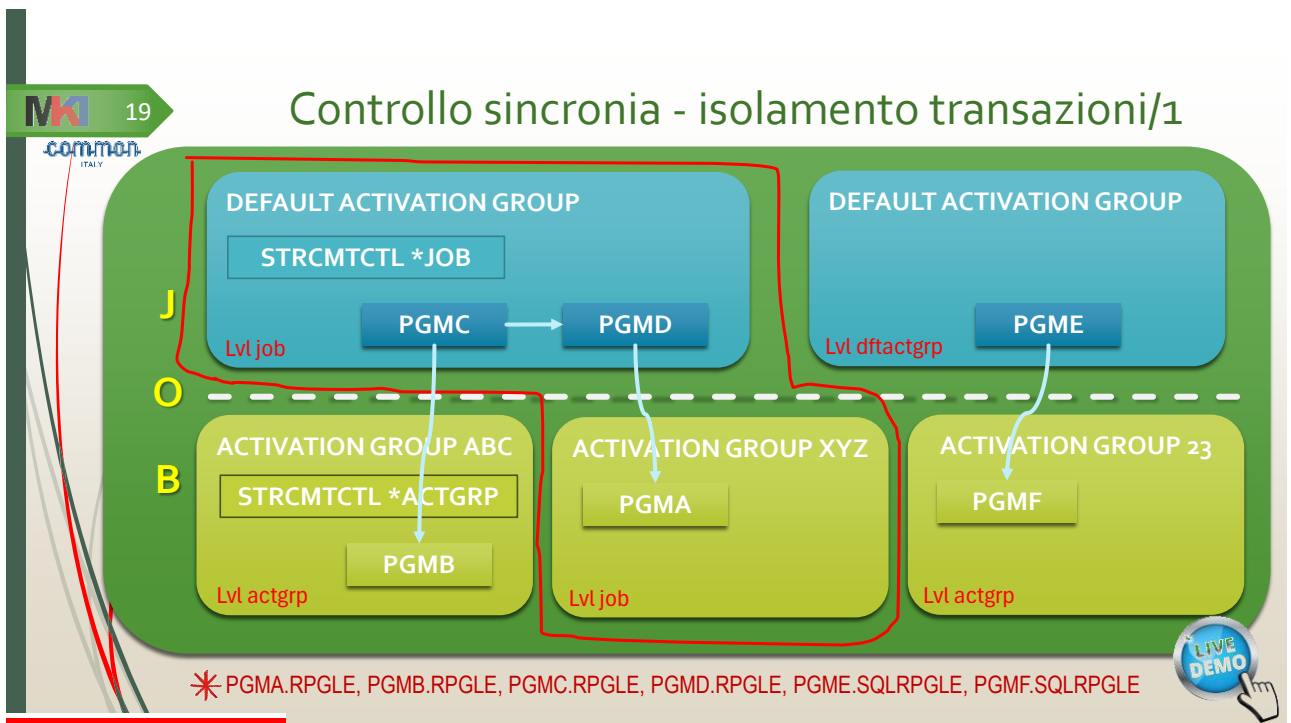 MK1
19
Controllo sincronia - isolamento transazioni/1
common
ITALY
DEFAULT ACTIVATION GROUP
DEFAULT ACTIVATION GROUP
STRCMTCTL *JOB
J
PGMC
PGMD
PGME
Lvl job
Lvl dftactgrp
O
ACTIVATION GROUP ABC
ACTIVATION GROUP XYZ
ACTIVATION GROUP 23
B
STRCMTCTL *ACTGRP
PGMA
PGMF
PGMB
Lvl actgrp
Lvl job
Lvl actgrp
LIVE
DEMO
PGMA.RPGLE, PGMB.RPGLE, PGMC.RPGLE, PGMD.RPGLE, PGME.SQLRPGLE, PGMF.SQLRPGLE